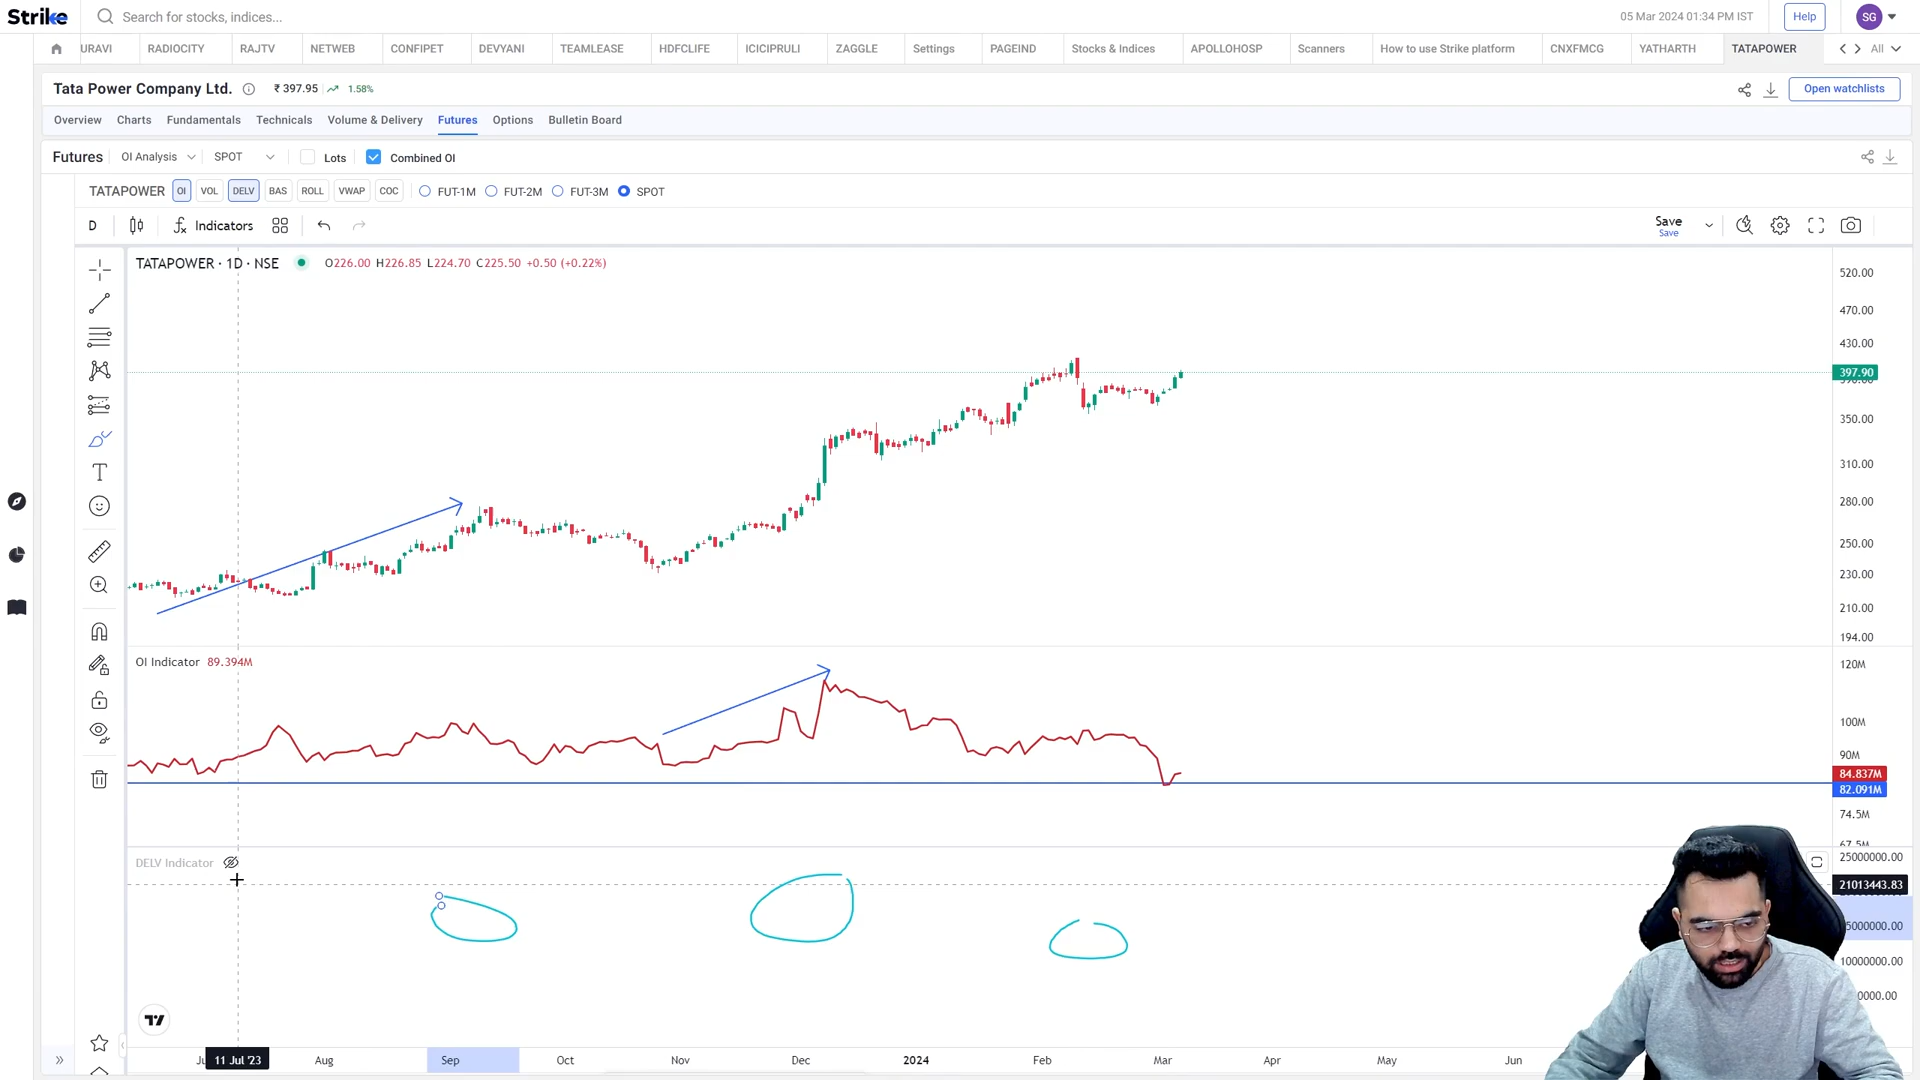 Strike
Search for stocks, indices...
05 Mar 2024 01:34 PM IST
Help
SG
URAVI
RADIOCITY
RAJTV
NETWEB
CONFIPET
DEVYANI
TEAMLEASE
HDFCLIFE
ICICIPRULI
ZAGGLE
Settings
PAGEIND
Stocks & Indices
APOLLOHOSP
Scanners
How to use Strike platform
CNXFMCG
YATHARTH
TATAPOWER
All
Tata Power Company Ltd.
₹ 397.95
1.58%
Open watchlists
Overview
Charts
Fundamentals
Technicals
Volume & Delivery
Futures
Options
Bulletin Board
Futures
OI Analysis
SPOT
Lots
Combined OI
TATAPOWER
OI
VOL
DELV
BAS
ROLL
VWAP
COC
FUT-1M
FUT-2M
FUT-3M
SPOT
D
Indicators
Save
Save
TATAPOWER · 1D · NSE
O226.00 H226.85 L224.70 C225.50 +0.50 (+0.22%)
520.00
470.00
430.00
397.90
350.00
310.00
280.00
250.00
230.00
210.00
194.00
OI Indicator 89.394M
120M
100M
90M
84.837M
82.091M
74.5M
DELV Indicator
25000000.00
21013443.83
5000000.00
10000000.00
0000.00
11 Jul '23
Aug
Sep
Oct
Nov
Dec
2024
Feb
Mar
Apr
May
Jun